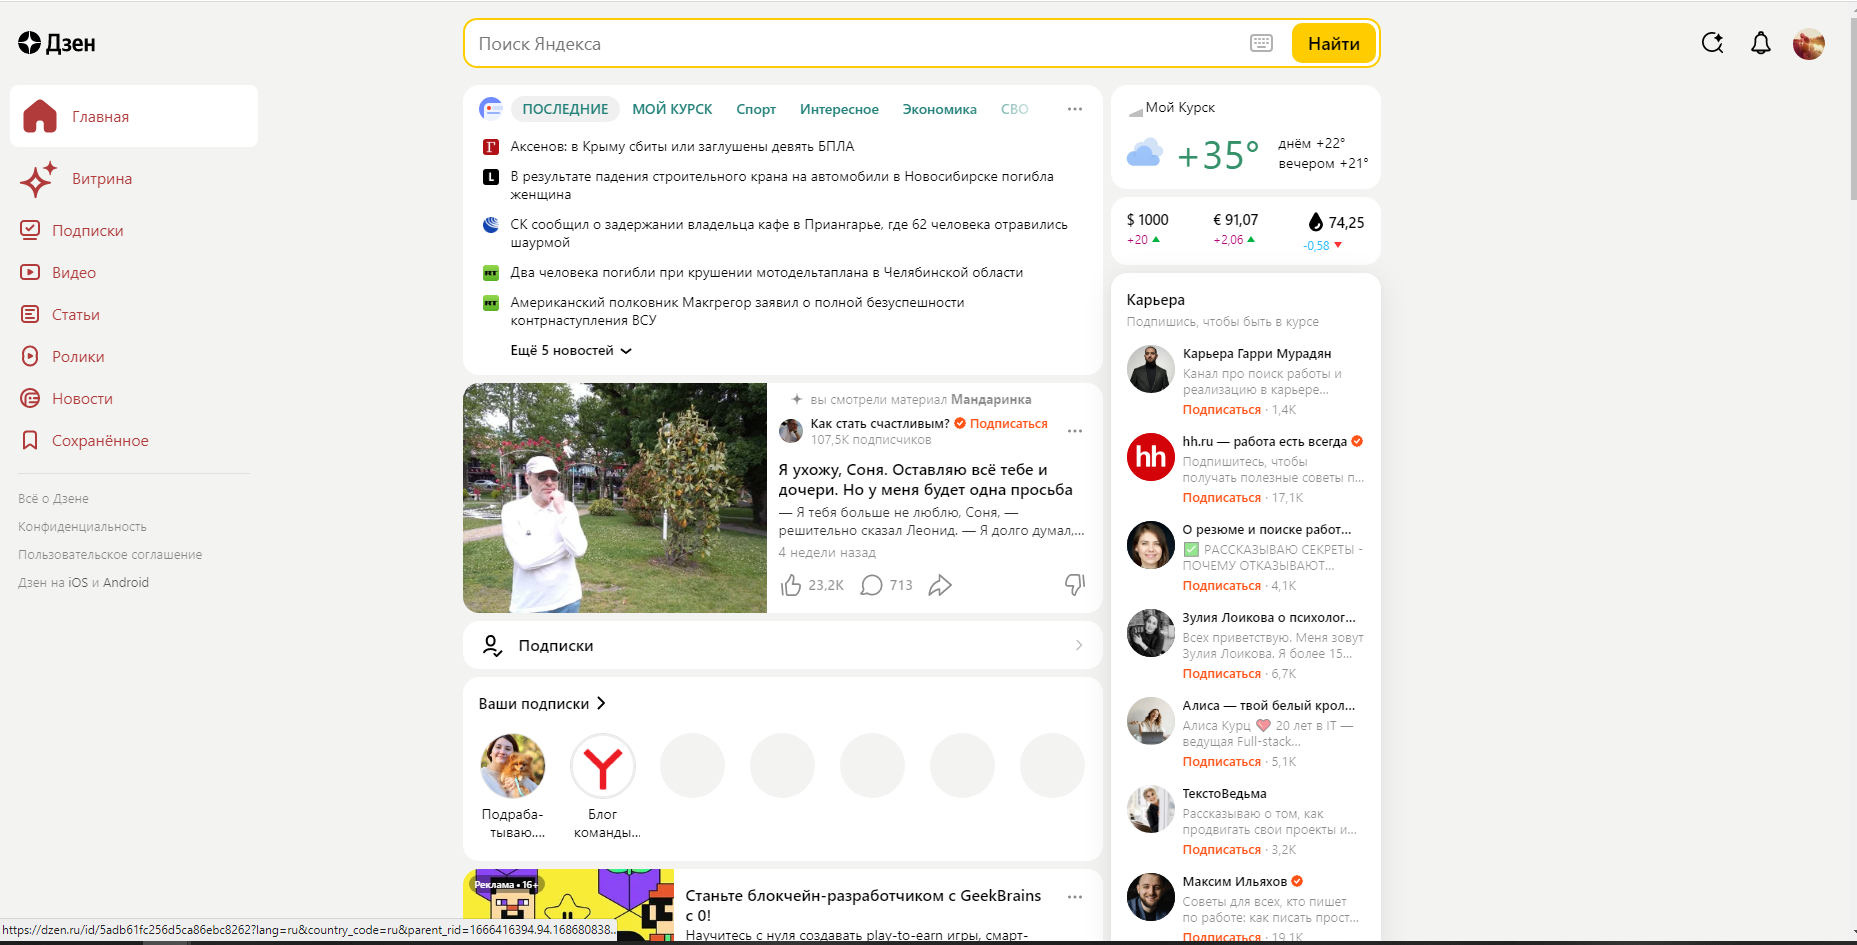 Дзен
Поиск Яндекса
Найти
Главная
Витрина
Подписки
Видео
Статьи
Ролики
Новости
Сохранённое
Всё о Дзене
Конфиденциальность
Пользовательское соглашение
Дзен на iOS и Android
ПОСЛЕДНИЕ МОЙ КУРСК Спорт Интересное Экономика СВО
Аксенов: в Крыму сбиты или заглушены девять БПЛА
В результате падения строительного крана на автомобили в Новосибирске погибла
женщина
СК сообщил о задержании владельца кафе в Приангарье, где 62 человека отравились
шаурмой
Два человека погибли при крушении мотодельтаплана в Челябинской области
Американский полковник Макгрегор заявил о полной безуспешности
контрнаступления ВСУ
Ещё 5 новостей
вы смотрели материал Мандаринка
Как стать счастливым? Подписаться
107,5K подписчиков
Я ухожу, Соня. Оставляю всё тебе и
дочери. Но у меня будет одна просьба
— Я тебя больше не люблю, Соня, —
решительно сказал Леонид. — Я долго думал,...
4 недели назад
23,2K 713
Подписки
Ваши подписки
Подраба-
тываю....
Блог
команды...
Реклама • 16+
Станьте блокчейн-разработчиком с GeekBrains
с 0!
Научитесь с нуля создавать play-to-earn игры, смарт-
Мой Курск
+35°
днём +22°
вечером +21°
$ 1000 € 91,07 74,25
+20 +2,06 -0,58
Карьера
Подпишись, чтобы быть в курсе
Карьера Гарри Мурадян
Канал про поиск работы и
реализацию в карьере...
Подписаться · 1,4K
hh
hh.ru — работа есть всегда
Подпишитесь, чтобы
получать полезные советы п...
Подписаться · 17,1K
О резюме и поиске работ...
✅ РАССКАЗЫВАЮ СЕКРЕТЫ -
ПОЧЕМУ ОТКАЗЫВАЮТ...
Подписаться · 4,1K
Зулия Лоикова о психолог...
Всех приветствую. Меня зовут
Зулия Лоикова. Я более 15...
Подписаться · 6,7K
Алиса — твой белый крол...
Алиса Курц ❤ 20 лет в IT —
ведущая Full-stack...
Подписаться · 5,1K
ТекстоВедьма
Рассказываю о том, как
продвигать свои проекты и...
Подписаться · 3,2K
Максим Ильяхов
Советы для всех, кто пишет
по работе: как писать прост...
Подписаться · 19,1K
https://dzen.ru/id/5adb61fc256d5ca86ebc8262?lang=ru&country_code=ru&parent_rid=1666416394.94.168680838...